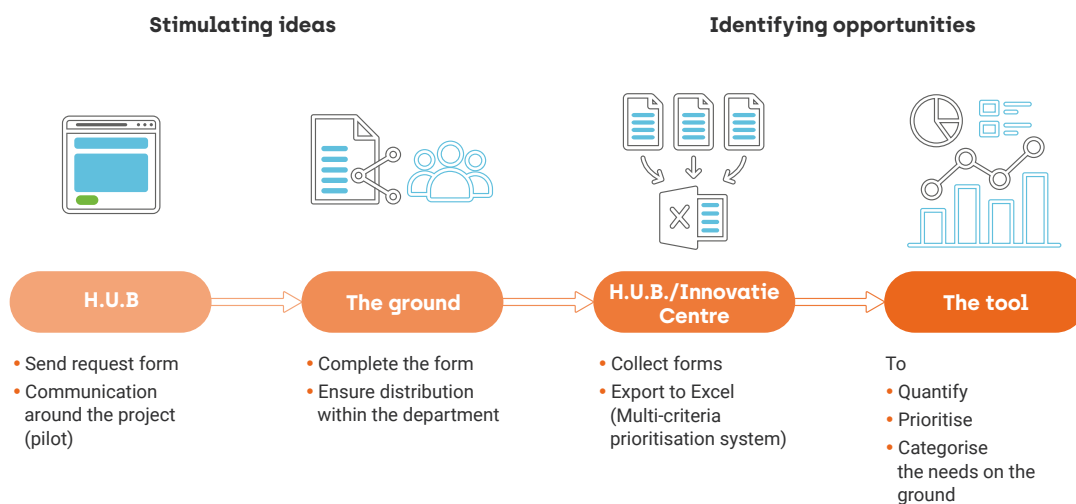 Stimulating ideas
Identifying opportunities
H.U.B
The ground
H.U.B./Innovatie
Centre
The tool
• Send request form
• Communication
around the project
(pilot)
• Complete the form
• Ensure distribution
within the department
• Collect forms
• Export to Excel
(Multi-criteria
prioritisation system)
To
• Quantify
• Prioritise
• Categorise
the needs on the
ground